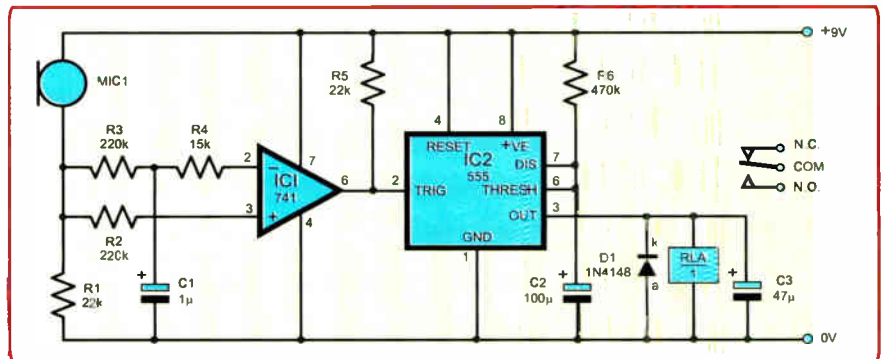 +9V
MIC1
R3
220k
R4
15k
R5
22k
F6
470k
4
8
RESET
+VE
IC2
555
DIS
7
THRESH
6
TRIG
2
OUT
3
GND
1
2
3
IC1
741
7
6
4
N.C.
COM
N.O.
R2
220k
R1
22k
+
C1
1µ
+
C2
100µ
D1
1N4148
k
a
RLA
1
+
C3
47µ
0V